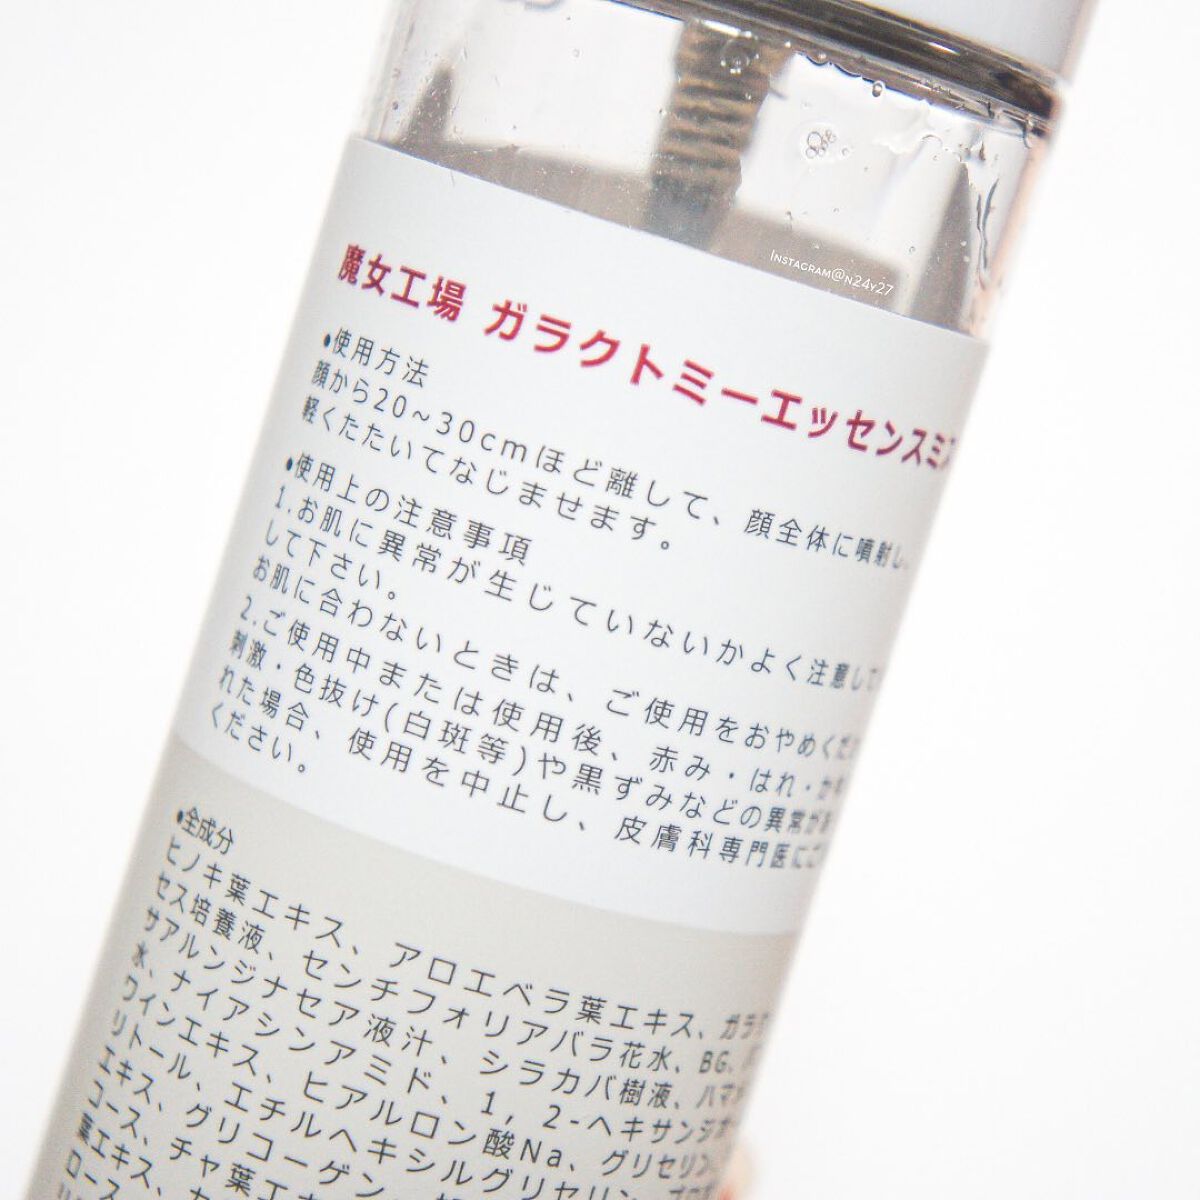 INSTAGRAM@N24Y27
魔女工場 ガラクトミーエッセンスミス
●使用方法
顔から20~30cmほど離して、顔全体に噴射し、
軽くたたいてなじませます。
●使用上の注意事項
1.お肌に異常が生じていないかよく注意して
して下さい。
お肌に合わないときは、ご使用をおやめくだ
2.ご使用中または使用後、赤み・はれ・かゆ
刺激・色抜け(白斑等)や黒ずみなどの異常があ
れた場合、使用を中止し、皮膚科専門医にご
ください。
●全成分
ヒノキ葉エキス、アロエベラ葉エキス、ガラク
セス培養液、センチフォリアバラ花水、BG、
サアルンジナセア液汁、シラカバ樹液、ハマメ
水、ナイアシンアミド、1，2-ヘキサンジオ
ワインエキス、ヒアルロン酸Na、グリセリン、
リトール、エチルヘキシルグリセリン、
エキス、グリコーゲン、
コース、チャ葉エキ
葉エキス、
ロース